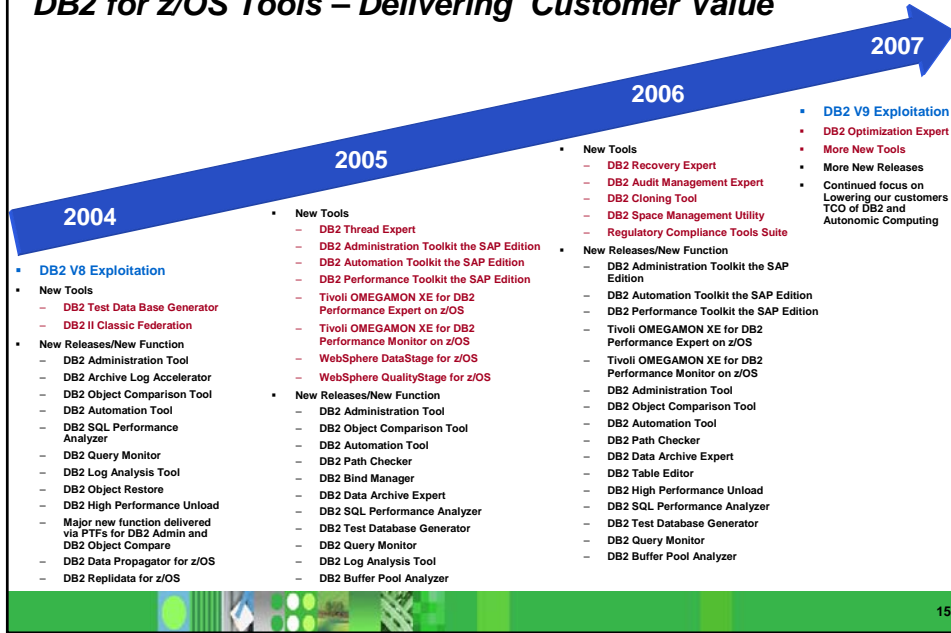 DB2 for z/OS Tools – Delivering Customer Value
2004
▪ DB2 V8 Exploitation
▪ New Tools
– DB2 Test Data Base Generator
– DB2 II Classic Federation
▪ New Releases/New Function
– DB2 Administration Tool
– DB2 Archive Log Accelerator
– DB2 Object Comparison Tool
– DB2 Automation Tool
– DB2 SQL Performance
Analyzer
– DB2 Query Monitor
– DB2 Log Analysis Tool
– DB2 Object Restore
– DB2 High Performance Unload
– Major new function delivered
via PTFs for DB2 Admin and
DB2 Object Compare
– DB2 Data Propagator for z/OS
– DB2 Replidata for z/OS
2005
▪ New Tools
– DB2 Thread Expert
– DB2 Administration Toolkit the SAP Edition
– DB2 Automation Toolkit the SAP Edition
– DB2 Performance Toolkit the SAP Edition
– Tivoli OMEGAMON XE for DB2
Performance Expert on z/OS
– Tivoli OMEGAMON XE for DB2
Performance Monitor on z/OS
– WebSphere DataStage for z/OS
– WebSphere QualityStage for z/OS
▪ New Releases/New Function
– DB2 Administration Tool
– DB2 Object Comparison Tool
– DB2 Automation Tool
– DB2 Path Checker
– DB2 Bind Manager
– DB2 Data Archive Expert
– DB2 SQL Performance Analyzer
– DB2 Test Database Generator
– DB2 Query Monitor
– DB2 Log Analysis Tool
– DB2 Buffer Pool Analyzer
2006
▪ New Tools
– DB2 Recovery Expert
– DB2 Audit Management Expert
– DB2 Cloning Tool
– DB2 Space Management Utility
– Regulatory Compliance Tools Suite
▪ New Releases/New Function
– DB2 Administration Toolkit the SAP
Edition
– DB2 Automation Toolkit the SAP Edition
– DB2 Performance Toolkit the SAP Edition
– Tivoli OMEGAMON XE for DB2
Performance Expert on z/OS
– Tivoli OMEGAMON XE for DB2
Performance Monitor on z/OS
– DB2 Administration Tool
– DB2 Object Comparison Tool
– DB2 Automation Tool
– DB2 Path Checker
– DB2 Data Archive Expert
– DB2 Table Editor
– DB2 High Performance Unload
– DB2 SQL Performance Analyzer
– DB2 Test Database Generator
– DB2 Query Monitor
– DB2 Buffer Pool Analyzer
2007
▪ DB2 V9 Exploitation
▪ DB2 Optimization Expert
▪ More New Tools
▪ More New Releases
▪ Continued focus on
Lowering our customers
TCO of DB2 and
Autonomic Computing
15